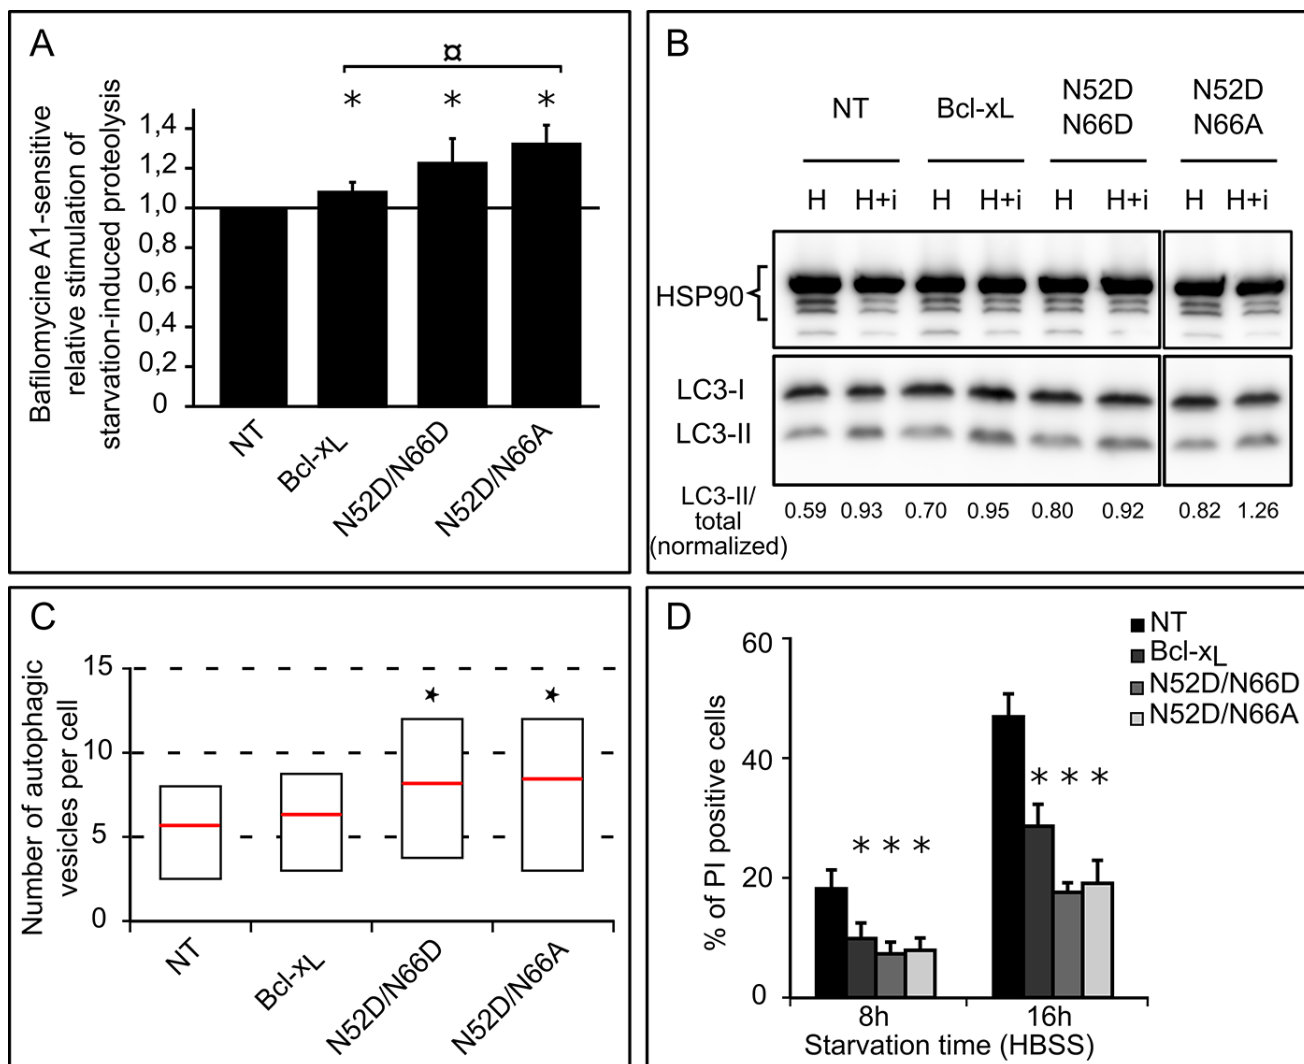 A
¤
* * *
Bafilomycine A1-sensitive
relative stimulation of
starvation-induced proteolysis
1,4
1,2
1,0
0,8
0,6
0,4
0,2
0
NT
Bcl-xL
N52D/N66D
N52D/N66A
B
NT Bcl-xL N52D N52D
N66D N66A
H H+i H H+i H H+i H H+i
HSP90
LC3-I
LC3-II
LC3-II/
total
(normalized)
0.59 0.93 0.70 0.95 0.80 0.92 0.82 1.26
C
Number of autophagic
vesicles per cell
15
10
5
0
NT
Bcl-xL
N52D/N66D
N52D/N66A
D
NT
Bcl-xL
N52D/N66D
N52D/N66A
% of PI positive cells
60
40
20
0
* * *
* * *
8h 16h
Starvation time (HBSS)